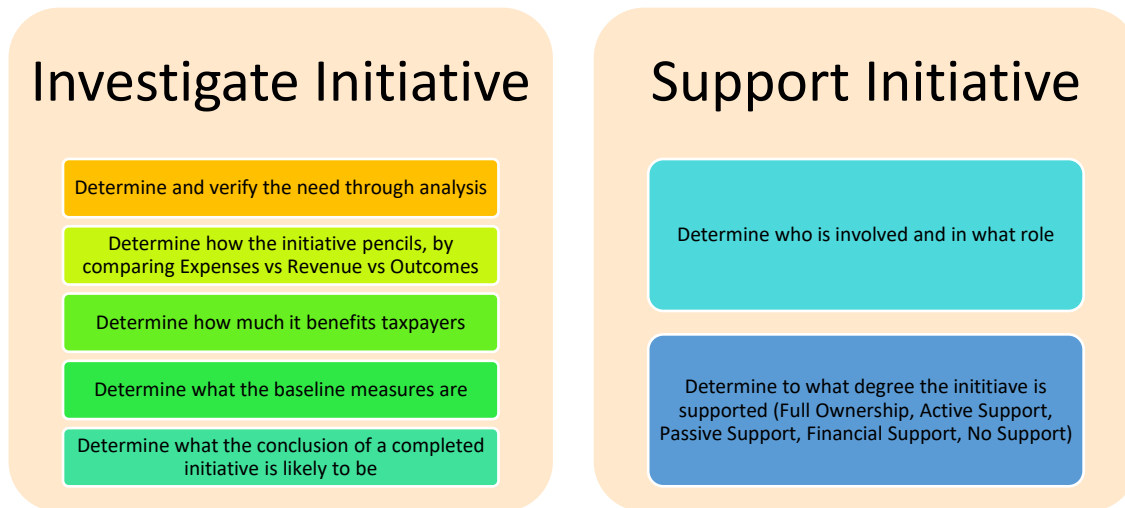 Investigate Initiative
Determine and verify the need through analysis
Determine how the initiative pencils, by
comparing Expenses vs Revenue vs Outcomes
Determine how much it benefits taxpayers
Determine what the baseline measures are
Determine what the conclusion of a completed
initiative is likely to be
Support Initiative
Determine who is involved and in what role
Determine to what degree the inititiave is
supported (Full Ownership, Active Support,
Passive Support, Financial Support, No Support)